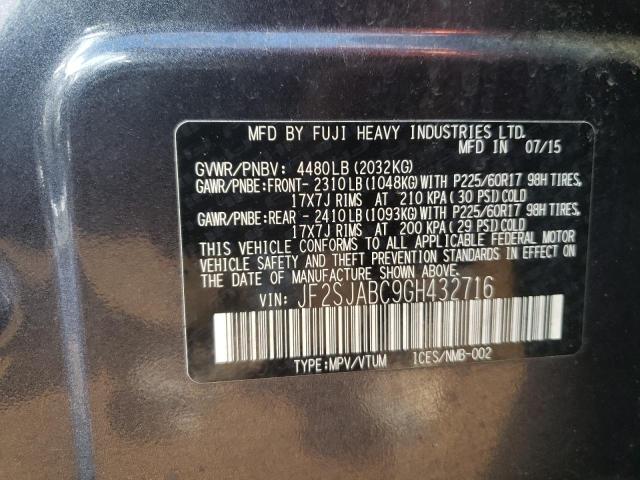 MFD BY FUJI HEAVY INDUSTRIES LTD.
MFD IN 07/15
GVWR/PNBV: 4480LB (2032KG)
GAWR/PNBE:FRONT- 2310LB(1048KG)WITH P225/60R17 98H TIRES,
17X7J RIMS AT 210 KPA(30 PSI)COLD
GAWR/PNBE:REAR - 2410LB(1093KG)WITH P225/60R17 98H TIRES,
17X7J RIMS AT 200 KPA(29 PSI)COLD
THIS VEHICLE CONFORMS TO ALL APPLICABLE FEDERAL MOTOR
VEHICLE SAFETY AND THEFT PREVENTION STANDARDS IN EFFECT ON
THE DATE OF MANUFACTURE SHOWN ABOVE.
VIN: JF2SJABC9GH432716
TYPE:MPV/VTUM ICES/NMB-002